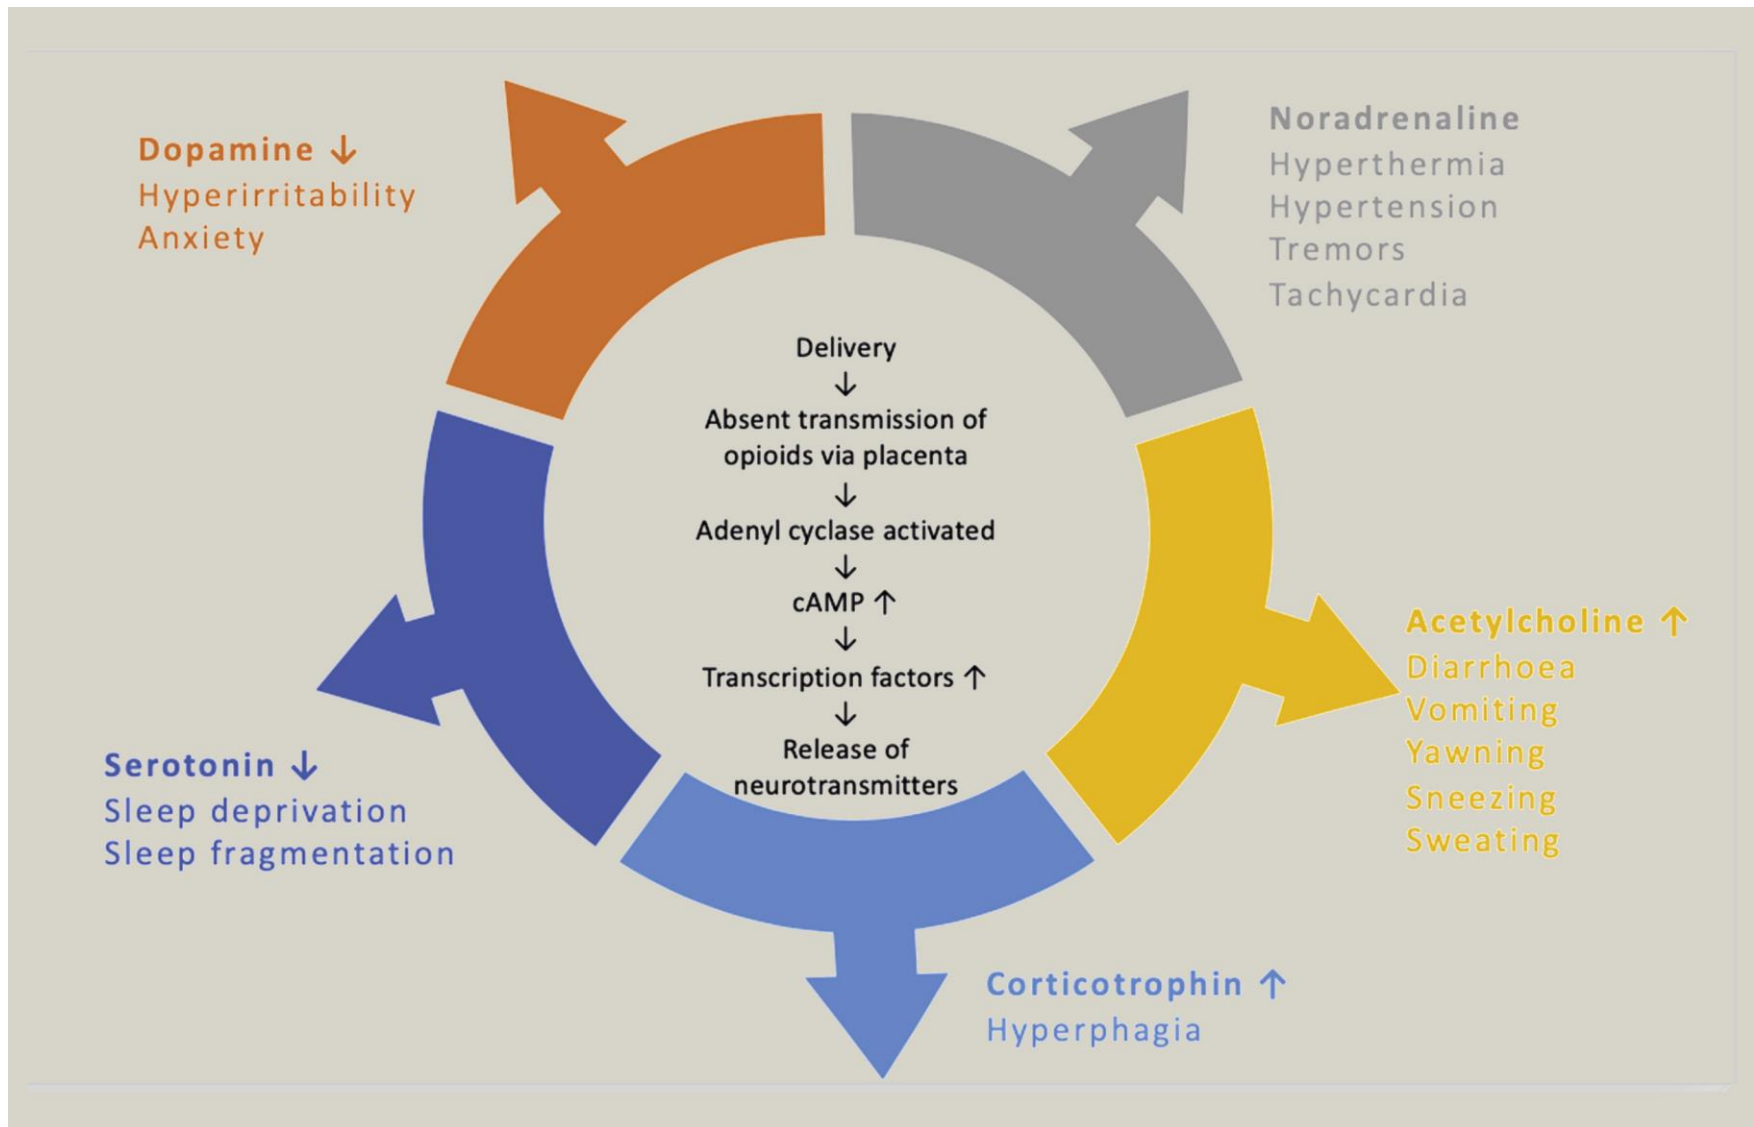 Dopamine ↓
Hyperirritability
Anxiety
Noradrenaline
Hyperthermia
Hypertension
Tremors
Tachycardia
Delivery
↓
Absent transmission of
opioids via placenta
↓
Adenyl cyclase activated
↓
cAMP ↑
↓
Transcription factors ↑
↓
Release of
neurotransmitters
Acetylcholine ↑
Diarrhoea
Vomiting
Yawning
Sneezing
Sweating
Serotonin ↓
Sleep deprivation
Sleep fragmentation
Corticotrophin ↑
Hyperphagia